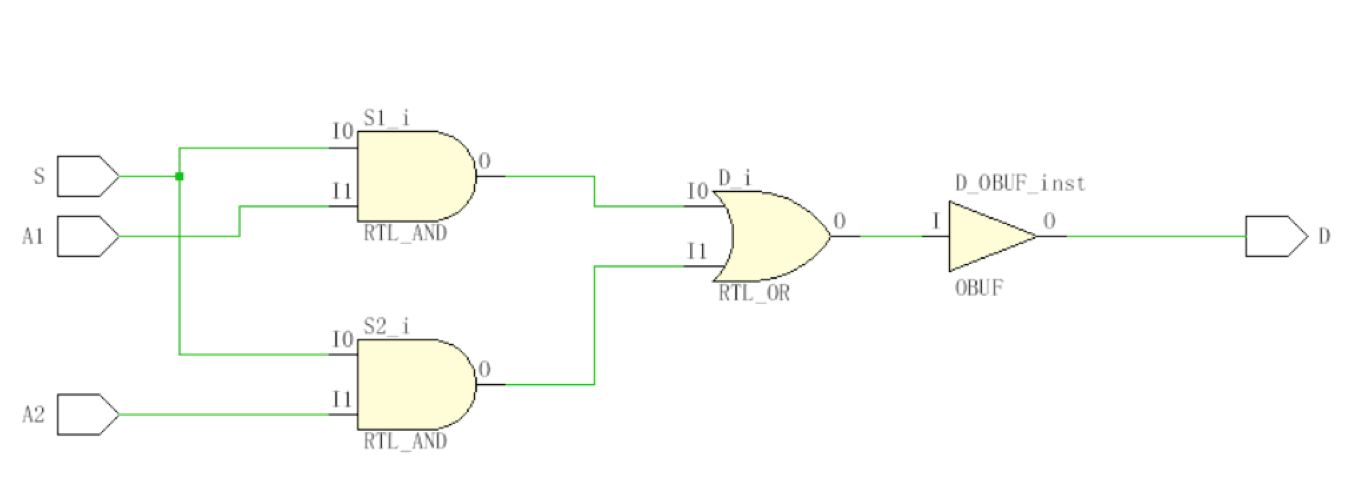 S1_i
I0
S
O
I1
A1
RTL_AND
D_i
I0
O
I1
RTL_OR
D_OBUF_inst
I
O
OBUF
D
S2_i
I0
O
I1
A2
RTL_AND